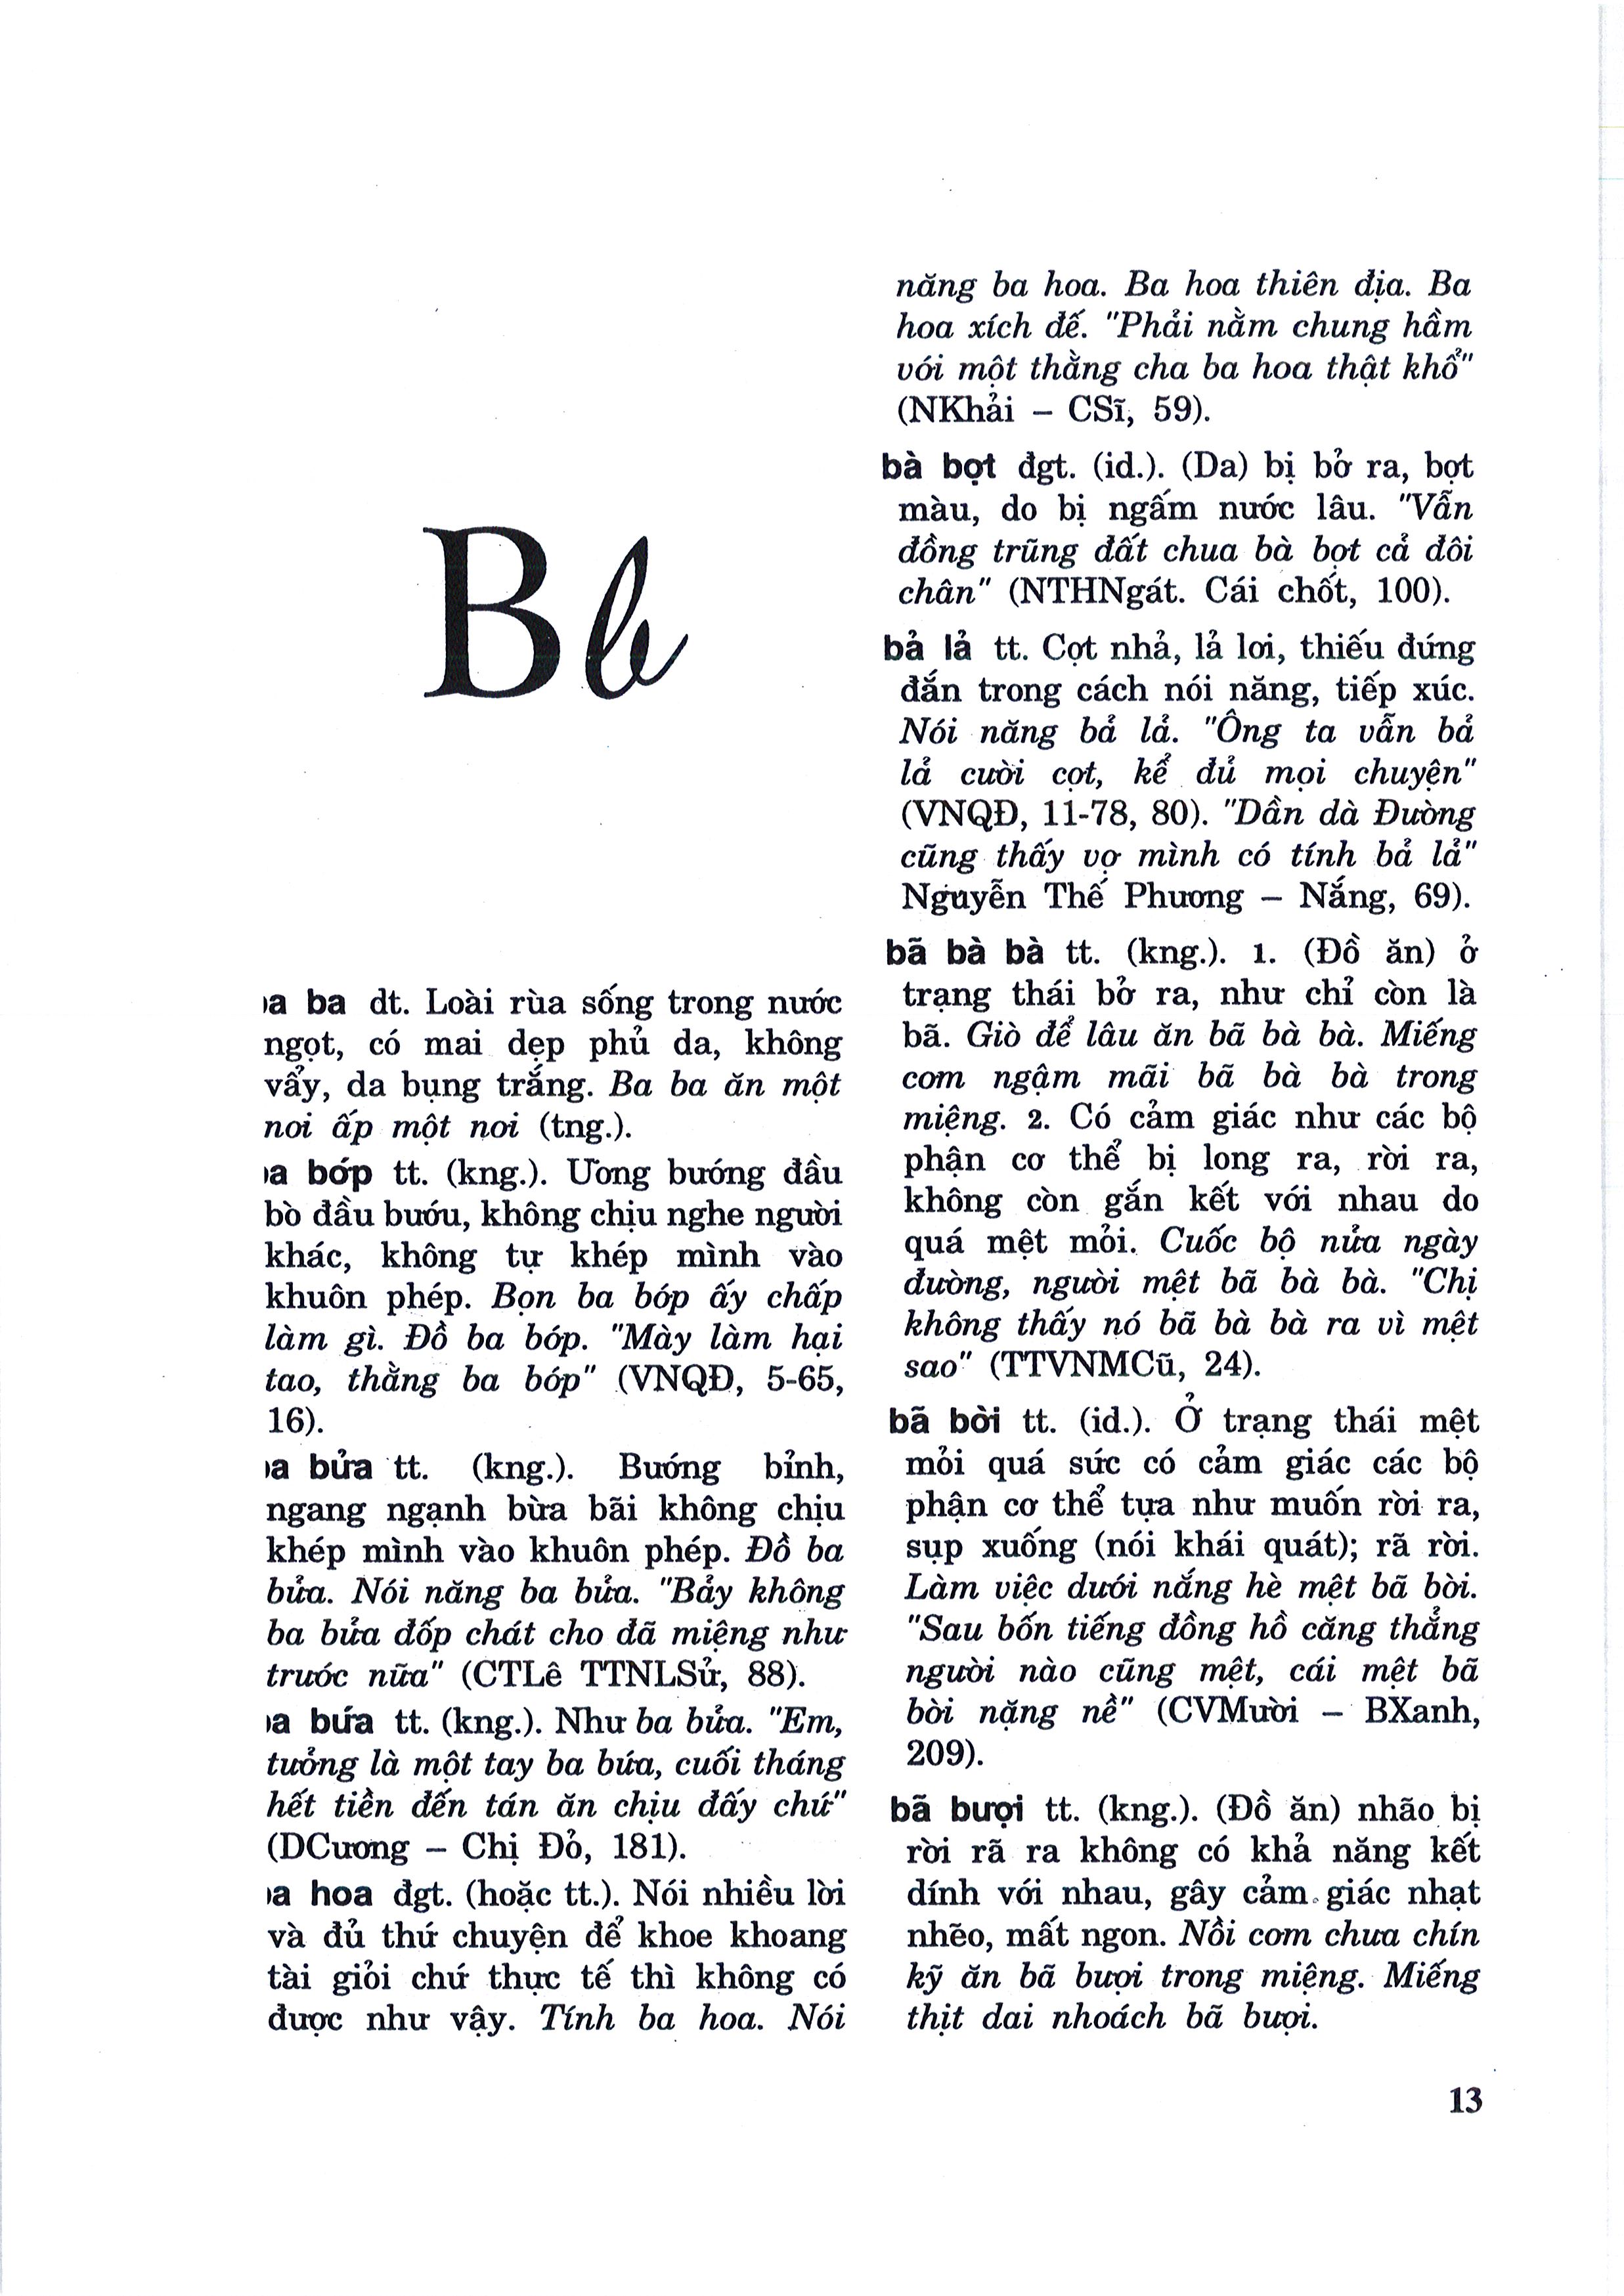 Bb
ba ba dt. Loài rùa sống trong nước
ngọt, có mai dẹp phủ da, không
vẩy, da bụng trắng. Ba ba ăn một
nơi ấp một nơi (tng.).
ba bớp tt. (kng.). Ương bướng đầu
bò đầu bướu, không chịu nghe người
khác, không tự khép mình vào
khuôn phép. Bọn ba bớp ấy chấp
làm gì. Đồ ba bớp. "Mày làm hại
tao, thằng ba bóp" (VNQĐ, 5-65,
16).
ba bửa tt. (kng.). Bướng bỉnh,
ngang ngạnh bừa bãi không chịu
khép mình vào khuôn phép. Đồ ba
bửa. Nói năng ba bửa. "Bảy không
ba bửa đốp chát cho đã miệng như
trước nữa" (CTLê TTNLSử, 88).
ba bứa tt. (kng.). Như ba bửa. "Em,
tưởng là một tay ba bứa, cuối tháng
hết tiền đến tán ăn chịu đấy chứ"
(DCương – Chị Đỏ, 181).
ba hoa đgt. (hoặc tt.). Nói nhiều lời
và đủ thứ chuyện để khoe khoang
tài giỏi chứ thực tế thì không có
được như vậy. Tính ba hoa. Nói
năng ba hoa. Ba hoa thiên địa. Ba
hoa xích đế. "Phải nằm chung hầm
với một thằng cha ba hoa thật khổ"
(NKhải – CSĩ, 59).
bà bọt đgt. (id.). (Da) bị bở ra, bọt
màu, do bị ngấm nước lâu. "Vẫn
đồng trũng đất chua bà bọt cả đôi
chân" (NTHNgát. Cái chốt, 100).
bả lả tt. Cợt nhả, lả lơi, thiếu đứng
đắn trong cách nói năng, tiếp xúc.
Nói năng bả lả. "Ông ta vẫn bả
lả cười cợt, kể đủ mọi chuyện"
(VNQĐ, 11-78, 80). "Dần dà Đường
cũng thấy vợ mình có tính bả lả"
Nguyễn Thế Phương – Nắng, 69).
bã bà bà tt. (kng.). 1. (Đồ ăn) ở
trạng thái bở ra, như chỉ còn là
bã. Giò để lâu ăn bã bà bà. Miếng
cơm ngậm mãi bã bà bà trong
miệng. 2. Có cảm giác như các bộ
phận cơ thể bị long ra, rời ra,
không còn gắn kết với nhau do
quá mệt mỏi. Cuốc bộ nửa ngày
đường, người mệt bã bà bà. "Chị
không thấy nó bã bà bà ra vì mệt
sao" (TTVNMCũ, 24).
bã bời tt. (id.). Ở trạng thái mệt
mỏi quá sức có cảm giác các bộ
phận cơ thể tựa như muốn rời ra,
sụp xuống (nói khái quát); rã rời.
Làm việc dưới nắng hè mệt bã bời.
"Sau bốn tiếng đồng hồ căng thẳng
người nào cũng mệt, cái mệt bã
bời nặng nề" (CVMười – BXanh,
209).
bã bượi tt. (kng.). (Đồ ăn) nhão bị
rời rã ra không có khả năng kết
dính với nhau, gây cảm giác nhạt
nhẽo, mất ngon. Nồi cơm chưa chín
kỹ ăn bã bượi trong miệng. Miếng
thịt dai nhoách bã bượi.
13